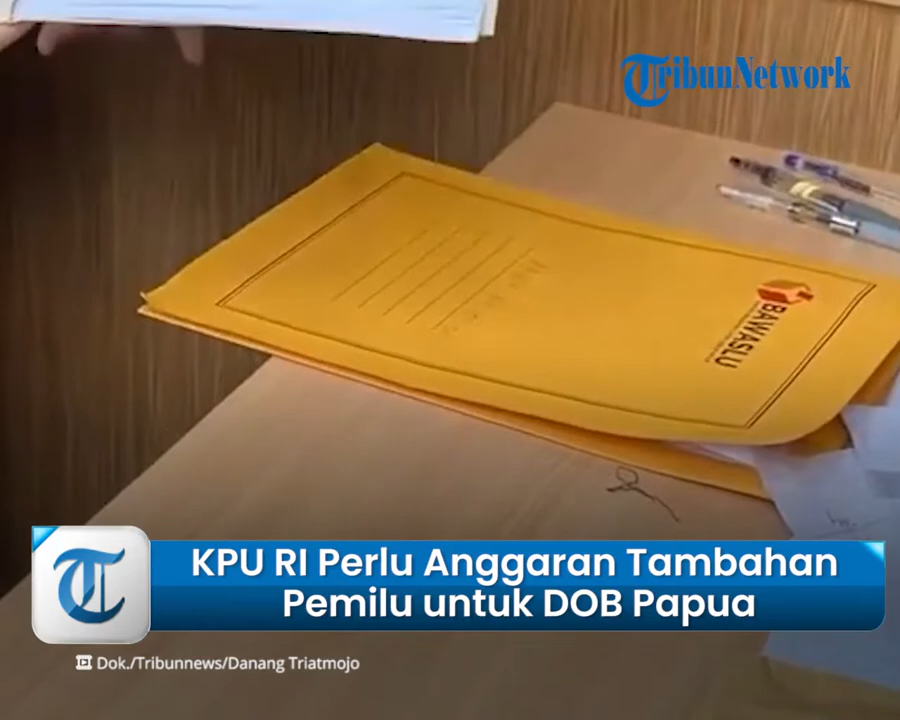 TribunNetwork
BAWASLU
KPU RI Perlu Anggaran Tambahan
Pemilu untuk DOB Papua
Dok./Tribunnews/Danang Triatmojo